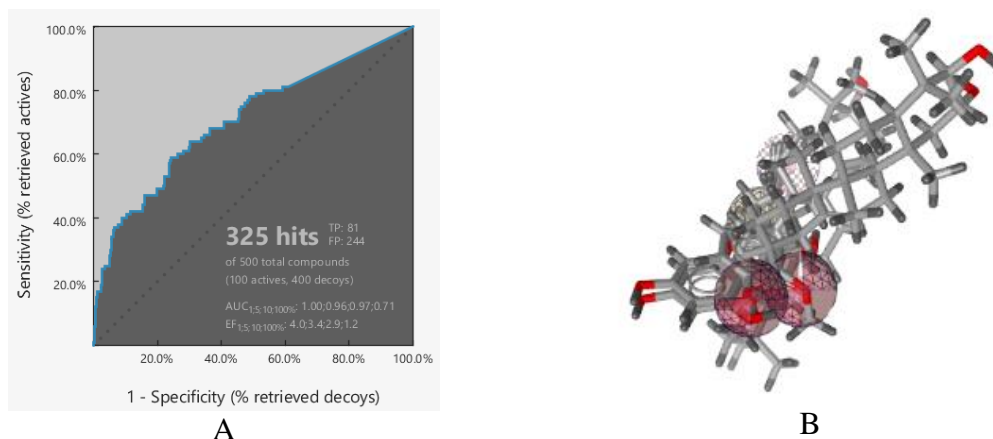 100.0%
80.0%
60.0%
40.0%
20.0%
Sensitivity (% retrieved actives)
325 hits
TP: 81
FP: 244
of 500 total compounds
(100 actives, 400 decoys)
AUC1;5;10;100%: 1.00;0.96;0.97;0.71
EF1;5;10;100%: 4.0;3.4;2.9;1.2
20.0% 40.0% 60.0% 80.0% 100.0%
1 - Specificity (% retrieved decoys)
A
B